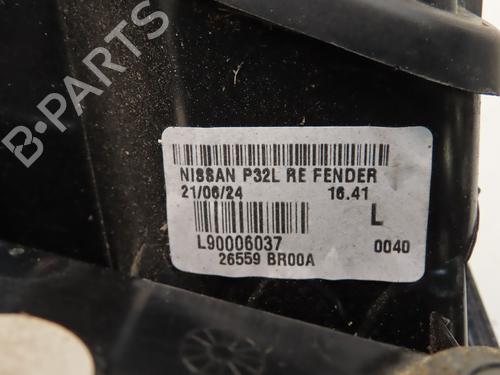 B-PARTS
NISSAN P32L RE FENDER
21/06/24 16.41
L
L90006037 0040
26559 BR00A